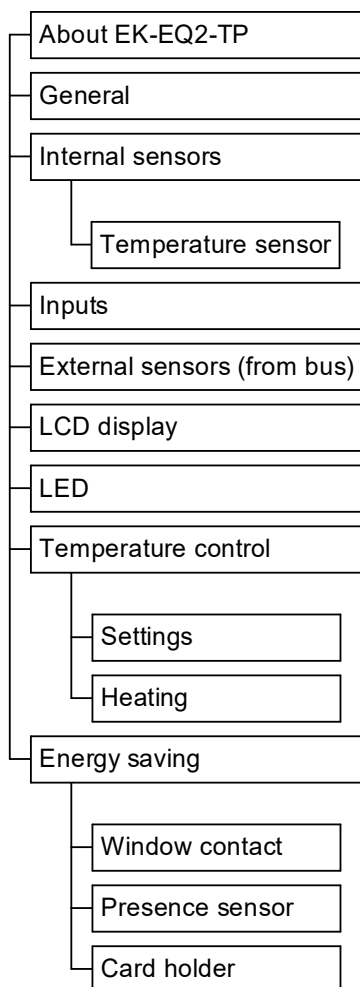 About EK-EQ2-TP
General
Internal sensors
Temperature sensor
Inputs
External sensors (from bus)
LCD display
LED
Temperature control
Settings
Heating
Energy saving
Window contact
Presence sensor
Card holder